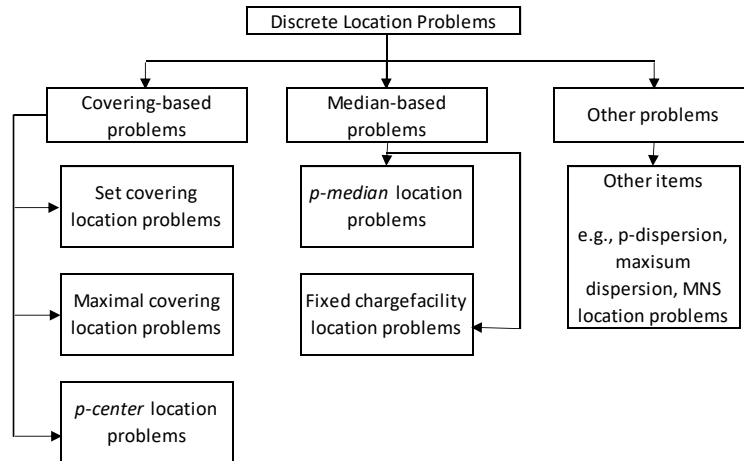 Discrete Location Problems
Covering-based
problems
Median-based
problems
Other problems
Set covering
location problems
p-median location
problems
Other items
e.g., p-dispersion,
maxisum
dispersion, MNS
location problems
Maximal covering
location problems
Fixed chargefacility
location problems
p-center location
problems